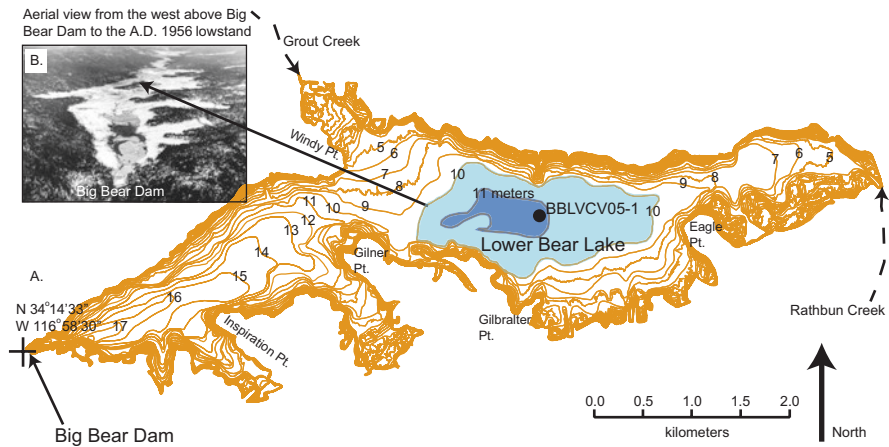 Aerial view from the west above Big
Bear Dam to the A.D. 1956 lowstand
B.
Big Bear Dam
Grout Creek
Windy Pt.
5
6
7
8
9
10
11
10
12
13
14
15
16
17
10
11 meters
BBLVCV05-1
10
Lower Bear Lake
9
8
7
6
5
Eagle
Pt.
Gilner
Pt.
Gilbralter
Pt.
Inspiration Pt.
Rathbun Creek
A.
N 34°14'33"
W 116°58'30"
Big Bear Dam
0.0 0.5 1.0 1.5 2.0
kilometers
North